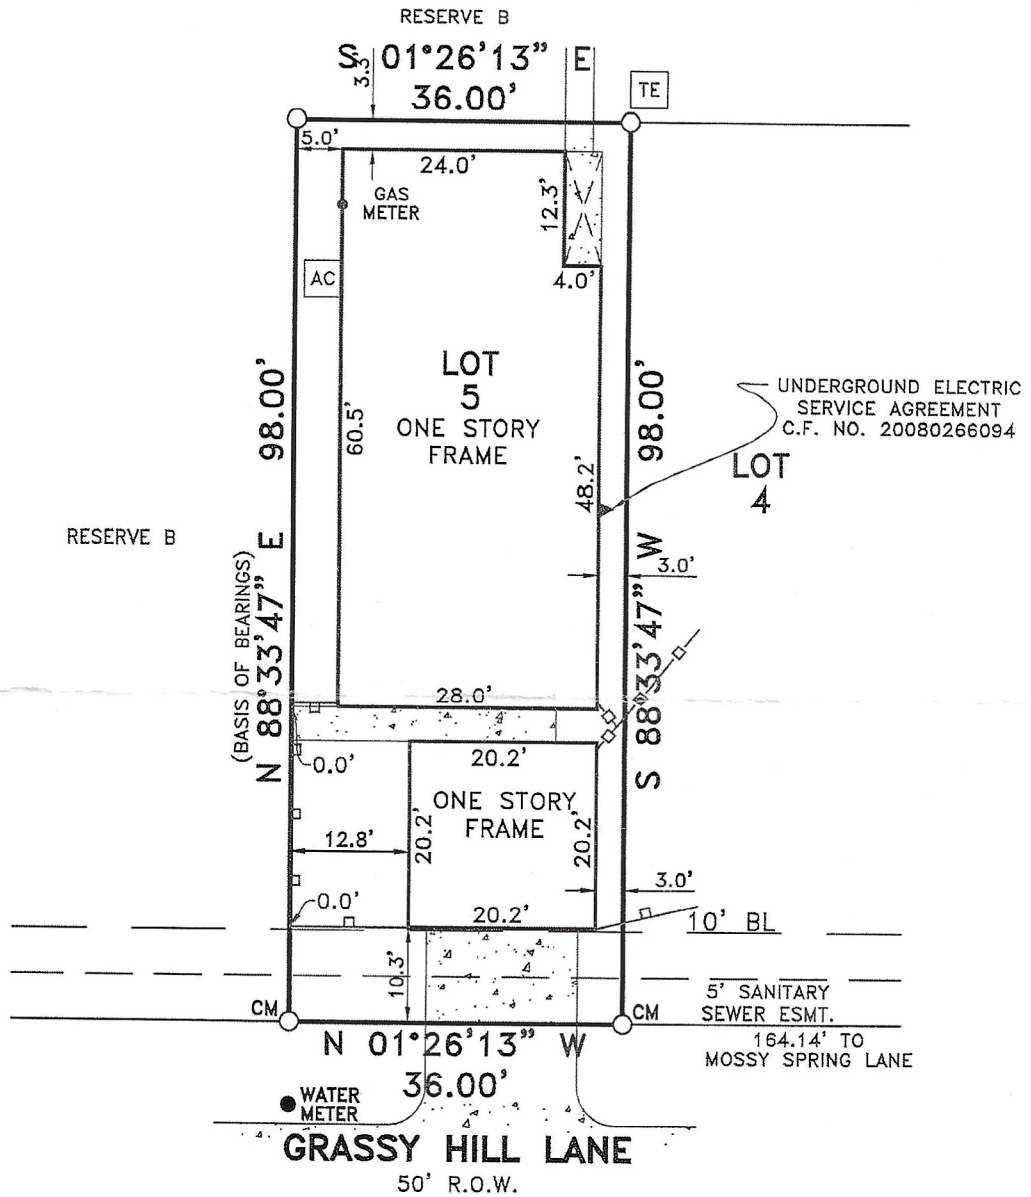 RESERVE B
S 01°26'13" E
36.00'
3.3'
TE
5.0'
24.0'
GAS
METER
12.3'
4.0'
AC
LOT
5
ONE STORY
FRAME
60.5'
48.2'
98.00'
98.00'
UNDERGROUND ELECTRIC
SERVICE AGREEMENT
C.F. NO. 20080266094
LOT
4
RESERVE B
N 88°33'47" E
(BASIS OF BEARINGS)
S 88°33'47" W
3.0'
28.0'
0.0'
20.2'
ONE STORY
FRAME
20.2'
20.2'
12.8'
3.0'
0.0'
20.2'
10' BL
10.3'
5' SANITARY
SEWER ESMT.
CM
CM
164.14' TO
MOSSY SPRING LANE
N 01°26'13" W
36.00'
WATER
METER
GRASSY HILL LANE
50' R.O.W.